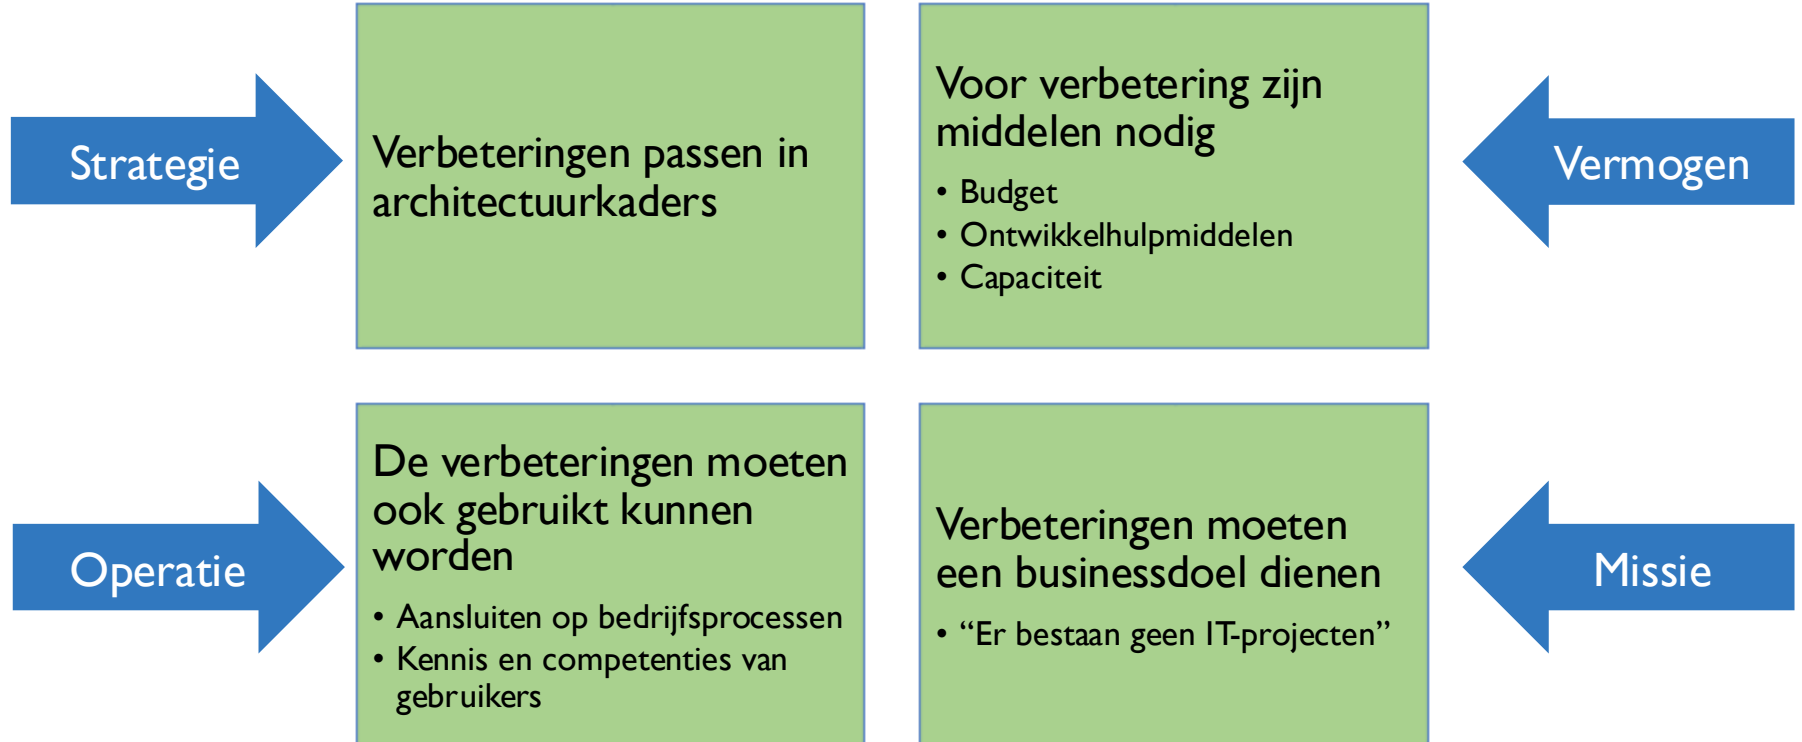 Strategie
Verbeteringen passen in
architectuurkaders
Voor verbetering zijn
middelen nodig
• Budget
• Ontwikkelhulpmiddelen
• Capaciteit
Vermogen
Operatie
De verbeteringen moeten
ook gebruikt kunnen
worden
• Aansluiten op bedrijfsprocessen
• Kennis en competenties van
gebruikers
Verbeteringen moeten
een businessdoel dienen
• “Er bestaan geen IT-projecten”
Missie